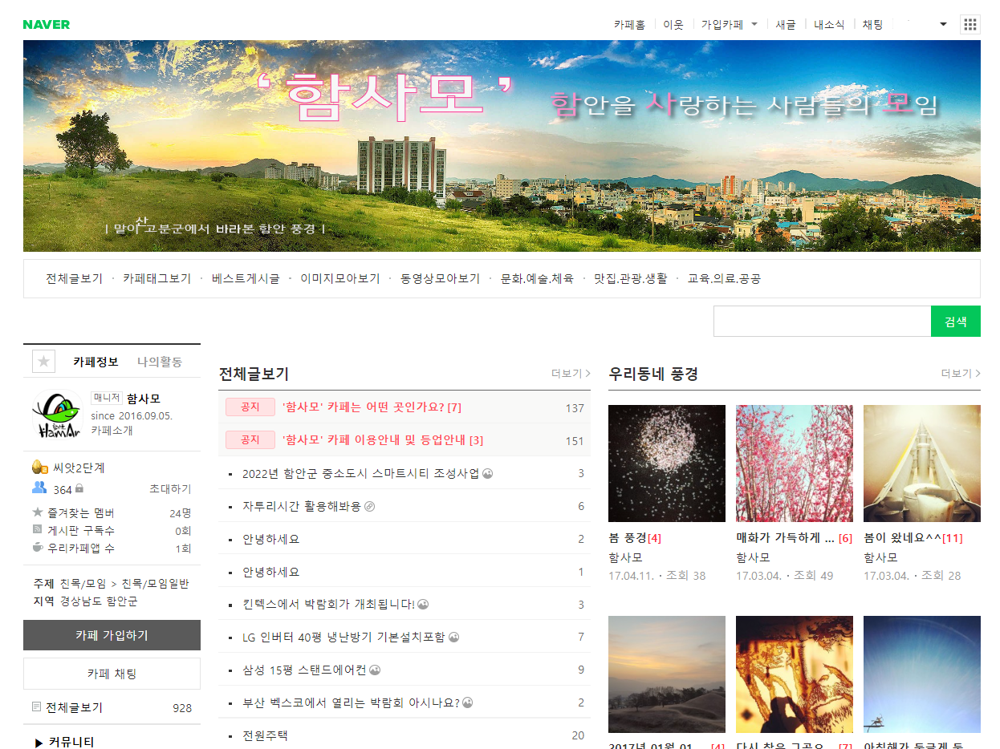 NAVER
카페홈 이웃 가입카페 새글 내소식 채팅
‘함사모’ 함안을 사랑하는 사람들의 모임
산
| 말이 고분군에서 바라본 함안 풍경 |
전체글보기 · 카페태그보기 · 베스트게시글 · 이미지모아보기 · 동영상모아보기 · 문화.예술.체육 · 맛집.관광.생활 · 교육.의료.공공
검색
카페정보 나의활동
매니저 함사모
since 2016.09.05.
카페소개
HamAn
씨앗2단계
364 초대하기
즐겨찾는 멤버 24명
게시판 구독수 0회
우리카페앱 수 1회
주제 친목/모임 > 친목/모임일반
지역 경상남도 함안군
카페 가입하기
카페 채팅
전체글보기 928
▶ 커뮤니티
전체글보기 더보기 >
공지 '함사모' 카페는 어떤 곳인가요? [7] 137
공지 '함사모' 카페 이용안내 및 등업안내 [3] 151
2022년 함안군 중소도시 스마트시티 조성사업 3
자투리시간 활용해봐용 6
안녕하세요 2
안녕하세요 1
킨텍스에서 박람회가 개최됩니다! 3
LG 인버터 40평 냉난방기 기본설치포함 7
삼성 15평 스탠드에어컨 9
부산 벡스코에서 열리는 박람회 아시나요? 2
전원주택 20
우리동네 풍경 더보기 >
봄 풍경[4]
함사모
17.04.11. · 조회 38
매화가 가득하게 ... [6]
함사모
17.03.04. · 조회 49
봄이 왔네요^^[11]
함사모
17.03.04. · 조회 28
2017년 01월 01... [4]
[7]